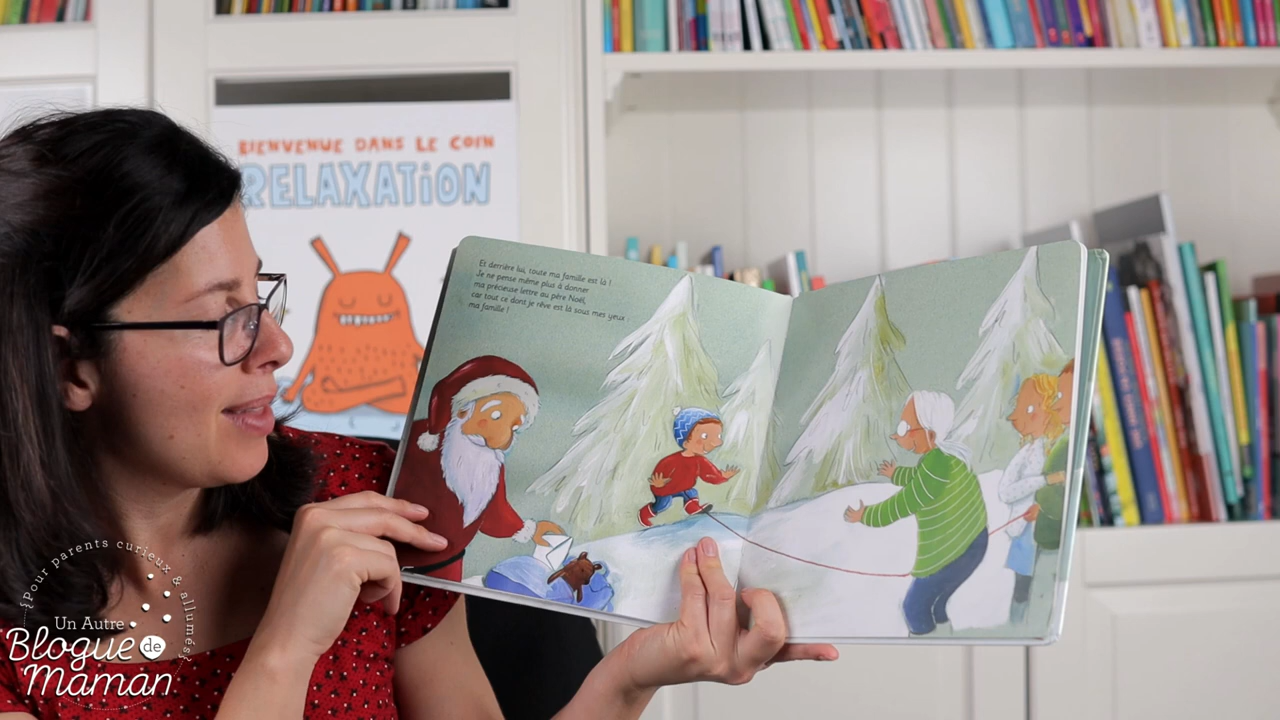 BIENVENUE DANS LE COIN
RELAXATION
Et derrière lui, toute ma famille est là !
Je ne pense même plus à donner
ma précieuse lettre au père Noël,
car tout ce dont je rêve est là sous mes yeux :
ma famille !
{Pour parents curieux & allumés}
Un Autre
Blogue de
Maman